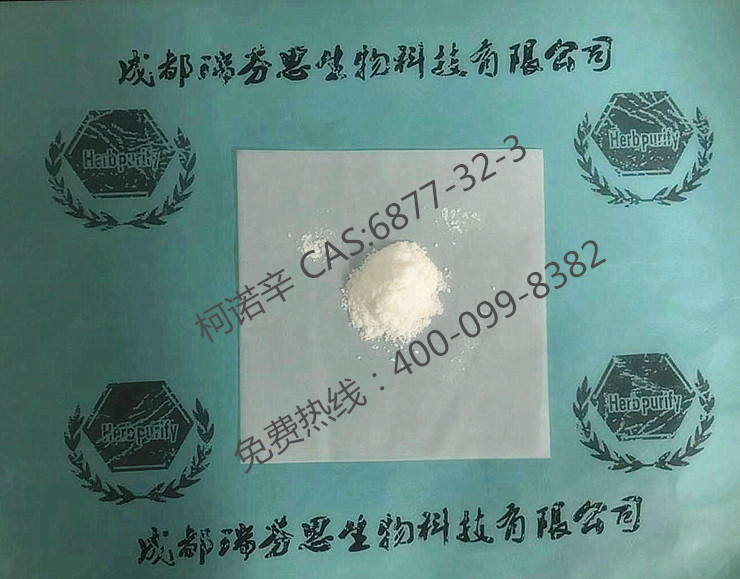 成都瑞芬思生物科技有限公司
Herbpurify
Herbpurify
柯诺辛 CAS:6877-32-3
免费热线：400-099-8382
Herbpurify
Herbpurify
成都瑞芬思生物科技有限公司